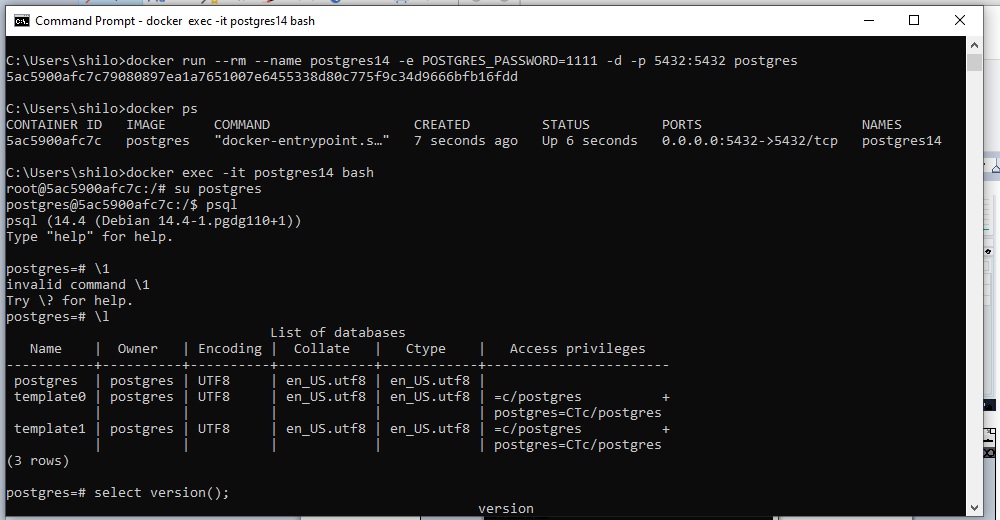 Command Prompt - docker  exec -it postgres14 bash
C:\Users\shilo>docker run --rm --name postgres14 -e POSTGRES_PASSWORD=1111 -d -p 5432:5432 postgres
5ac5900afc7c79080897ea1a7651007e6455338d80c775f9c34d9666bfb16fdd
C:\Users\shilo>docker ps
CONTAINER ID   IMAGE      COMMAND                  CREATED         STATUS         PORTS                    NAMES
5ac5900afc7c   postgres   "docker-entrypoint.s…"   7 seconds ago   Up 6 seconds   0.0.0.0:5432->5432/tcp   postgres14
C:\Users\shilo>docker exec -it postgres14 bash
root@5ac5900afc7c:/# su postgres
postgres@5ac5900afc7c:/$ psql
psql (14.4 (Debian 14.4-1.pgdg110+1))
Type "help" for help.
postgres=# \1
invalid command \1
Try \? for help.
postgres=# \l
                                 List of databases
   Name    |  Owner   | Encoding |  Collate   |   Ctype    |   Access privileges
-----------+----------+----------+------------+------------+-----------------------
 postgres  | postgres | UTF8     | en_US.utf8 | en_US.utf8 |
 template0 | postgres | UTF8     | en_US.utf8 | en_US.utf8 | =c/postgres          +
           |          |          |            |            | postgres=CTc/postgres
 template1 | postgres | UTF8     | en_US.utf8 | en_US.utf8 | =c/postgres          +
           |          |          |            |            | postgres=CTc/postgres
(3 rows)
postgres=# select version();
                                                           version